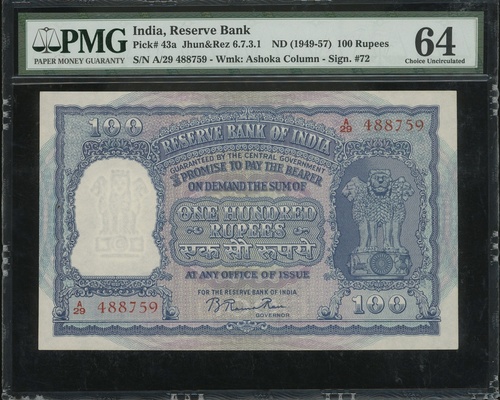 PMG
PAPER MONEY GUARANTY
India, Reserve Bank
Pick# 43a Jhun&Rez 6.7.3.1 ND (1949-57) 100 Rupees
S/N A/29 488759 - Wmk: Ashoka Column - Sign. #72
64
Choice Uncirculated
100
RESERVE BANK OF INDIA
A/29 488759
GUARANTEED BY THE CENTRAL GOVERNMENT
I PROMISE TO PAY THE BEARER
ON DEMAND THE SUM OF
ONE HUNDRED
RUPEES
एक सौ रूपये
AT ANY OFFICE OF ISSUE
FOR THE RESERVE BANK OF INDIA
A/29 488759
GOVERNOR
100